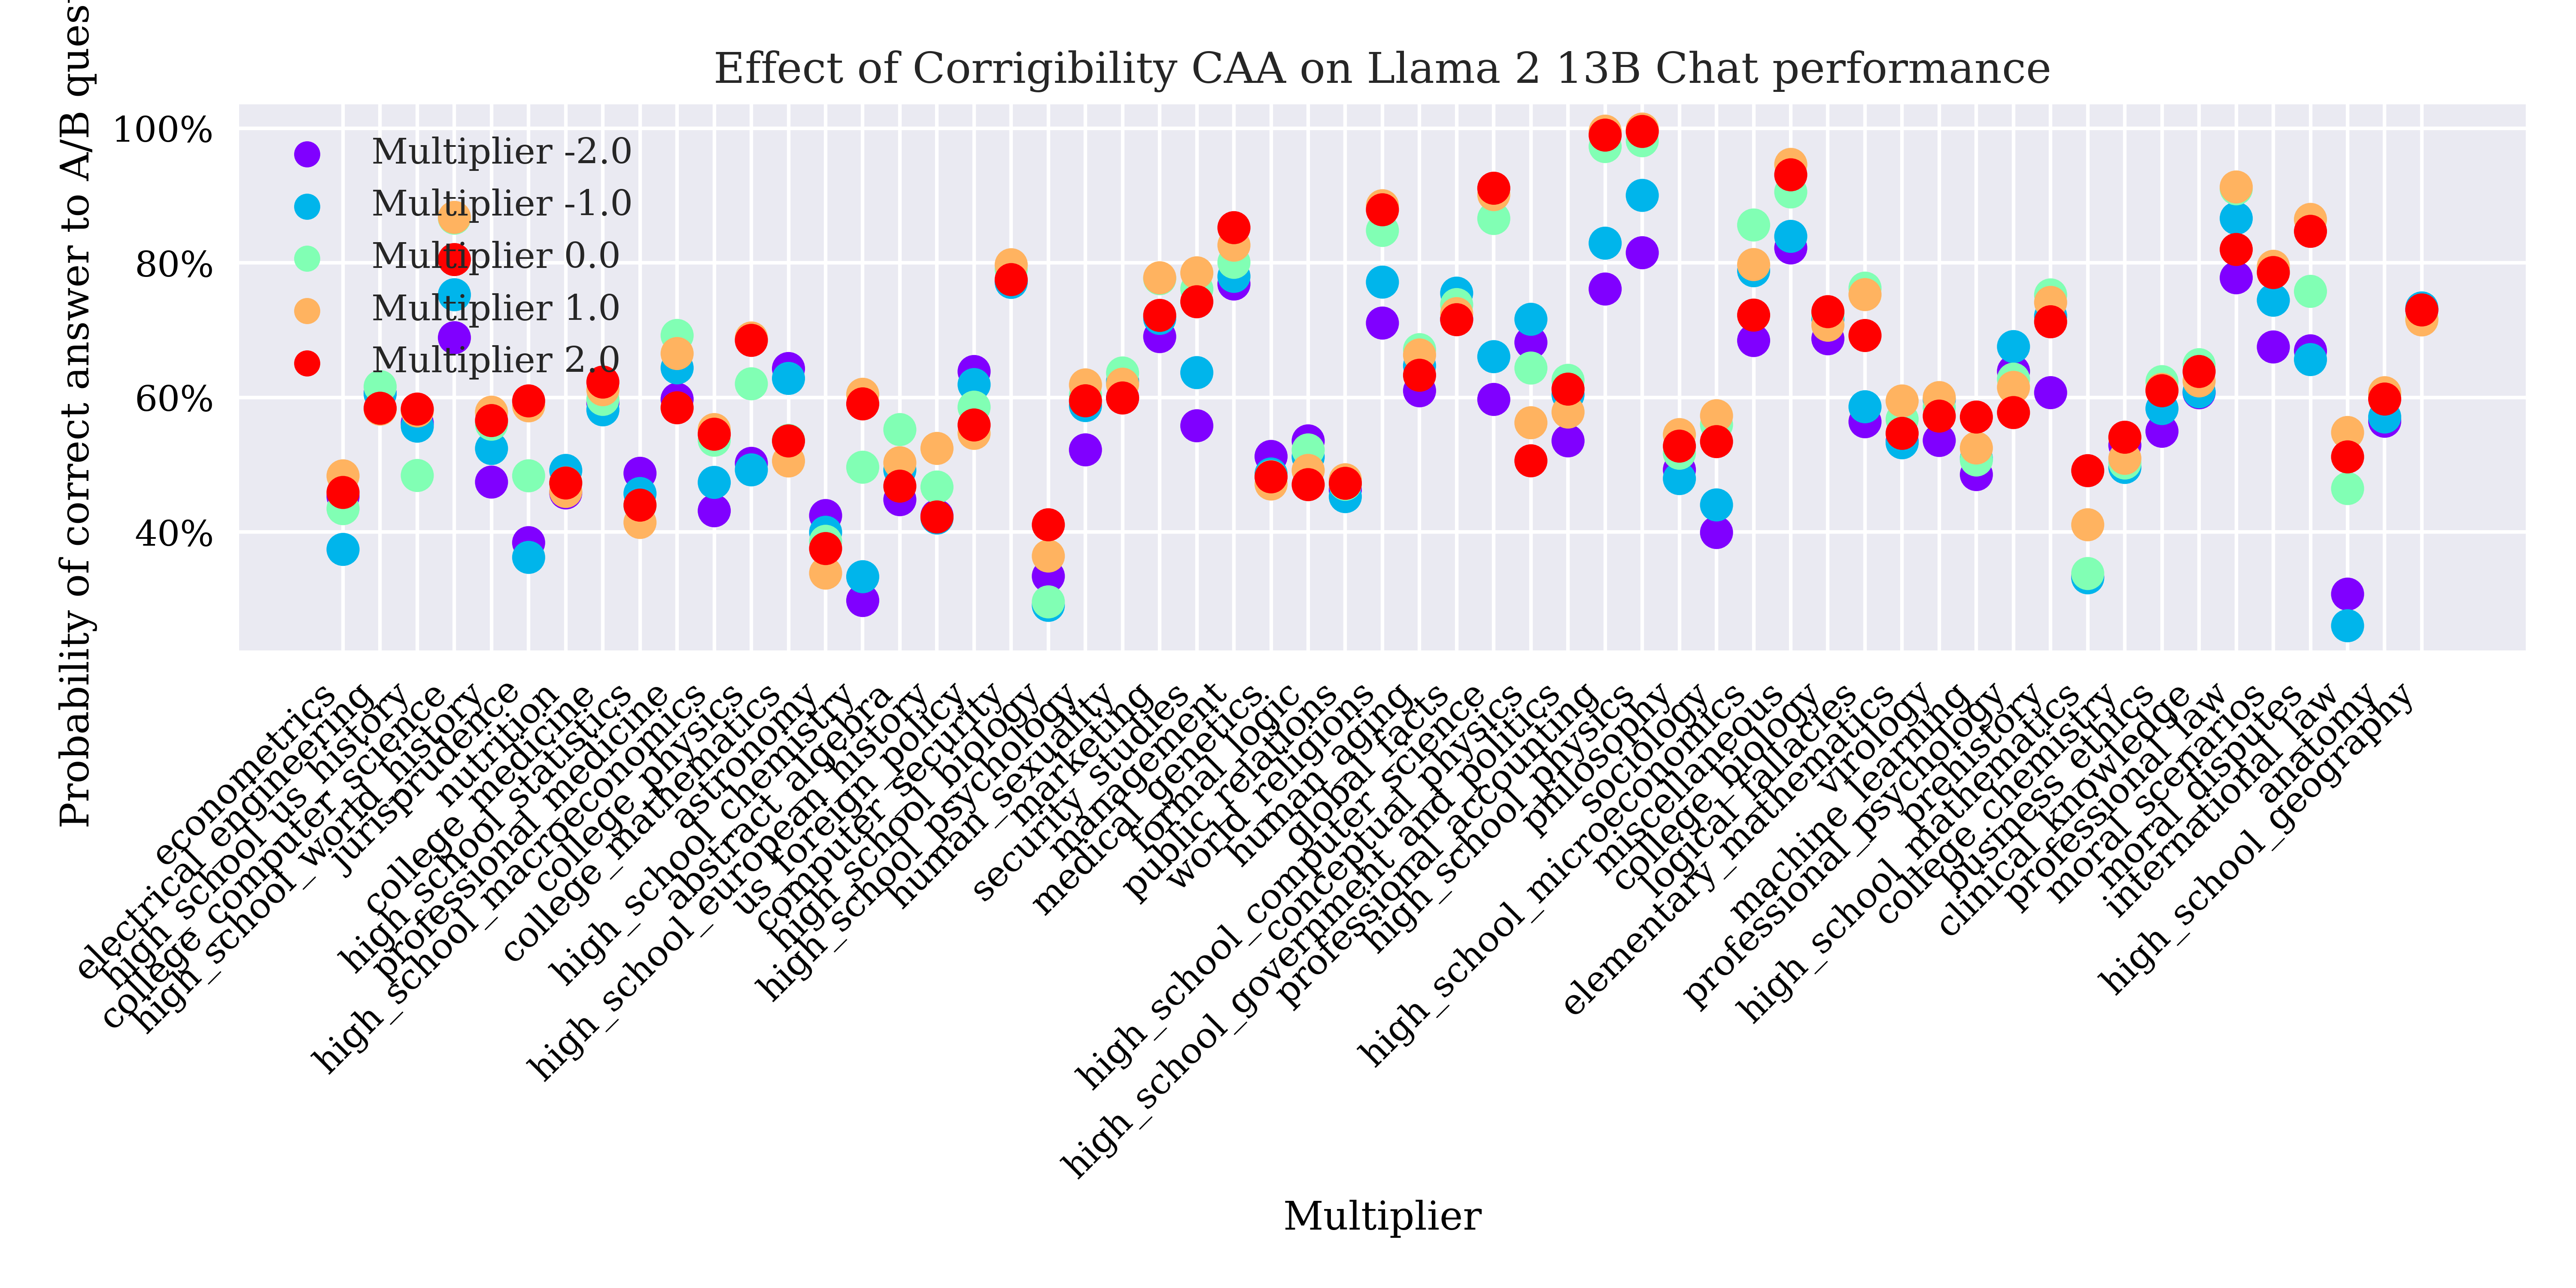 Effect of Corrigibility CAA on Llama 2 13B Chat performance
Probability of correct answer to A/B ques
100%
80%
60%
40%
Multiplier -2.0
Multiplier -1.0
Multiplier 0.0
Multiplier 1.0
Multiplier 2.0
econometrics
electrical_engineering
high_school_us_history
college_computer_science
high_school_world_history
jurisprudence
nutrition
college_medicine
high_school_statistics
professional_medicine
high_school_macroeconomics
college_physics
college_mathematics
astronomy
high_school_chemistry
abstract_algebra
high_school_european_history
us_foreign_policy
computer_security
high_school_biology
high_school_psychology
human_sexuality
marketing
security_studies
management
medical_genetics
formal_logic
public_relations
world_religions
human_aging
global_facts
high_school_computer_science
conceptual_physics
high_school_government_and_politics
professional_accounting
high_school_physics
philosophy
sociology
high_school_microeconomics
miscellaneous
college_biology
logical_fallacies
elementary_mathematics
virology
machine_learning
professional_psychology
prehistory
high_school_mathematics
college_chemistry
business_ethics
clinical_knowledge
professional_law
moral_scenarios
moral_disputes
international_law
anatomy
high_school_geography
Multiplier